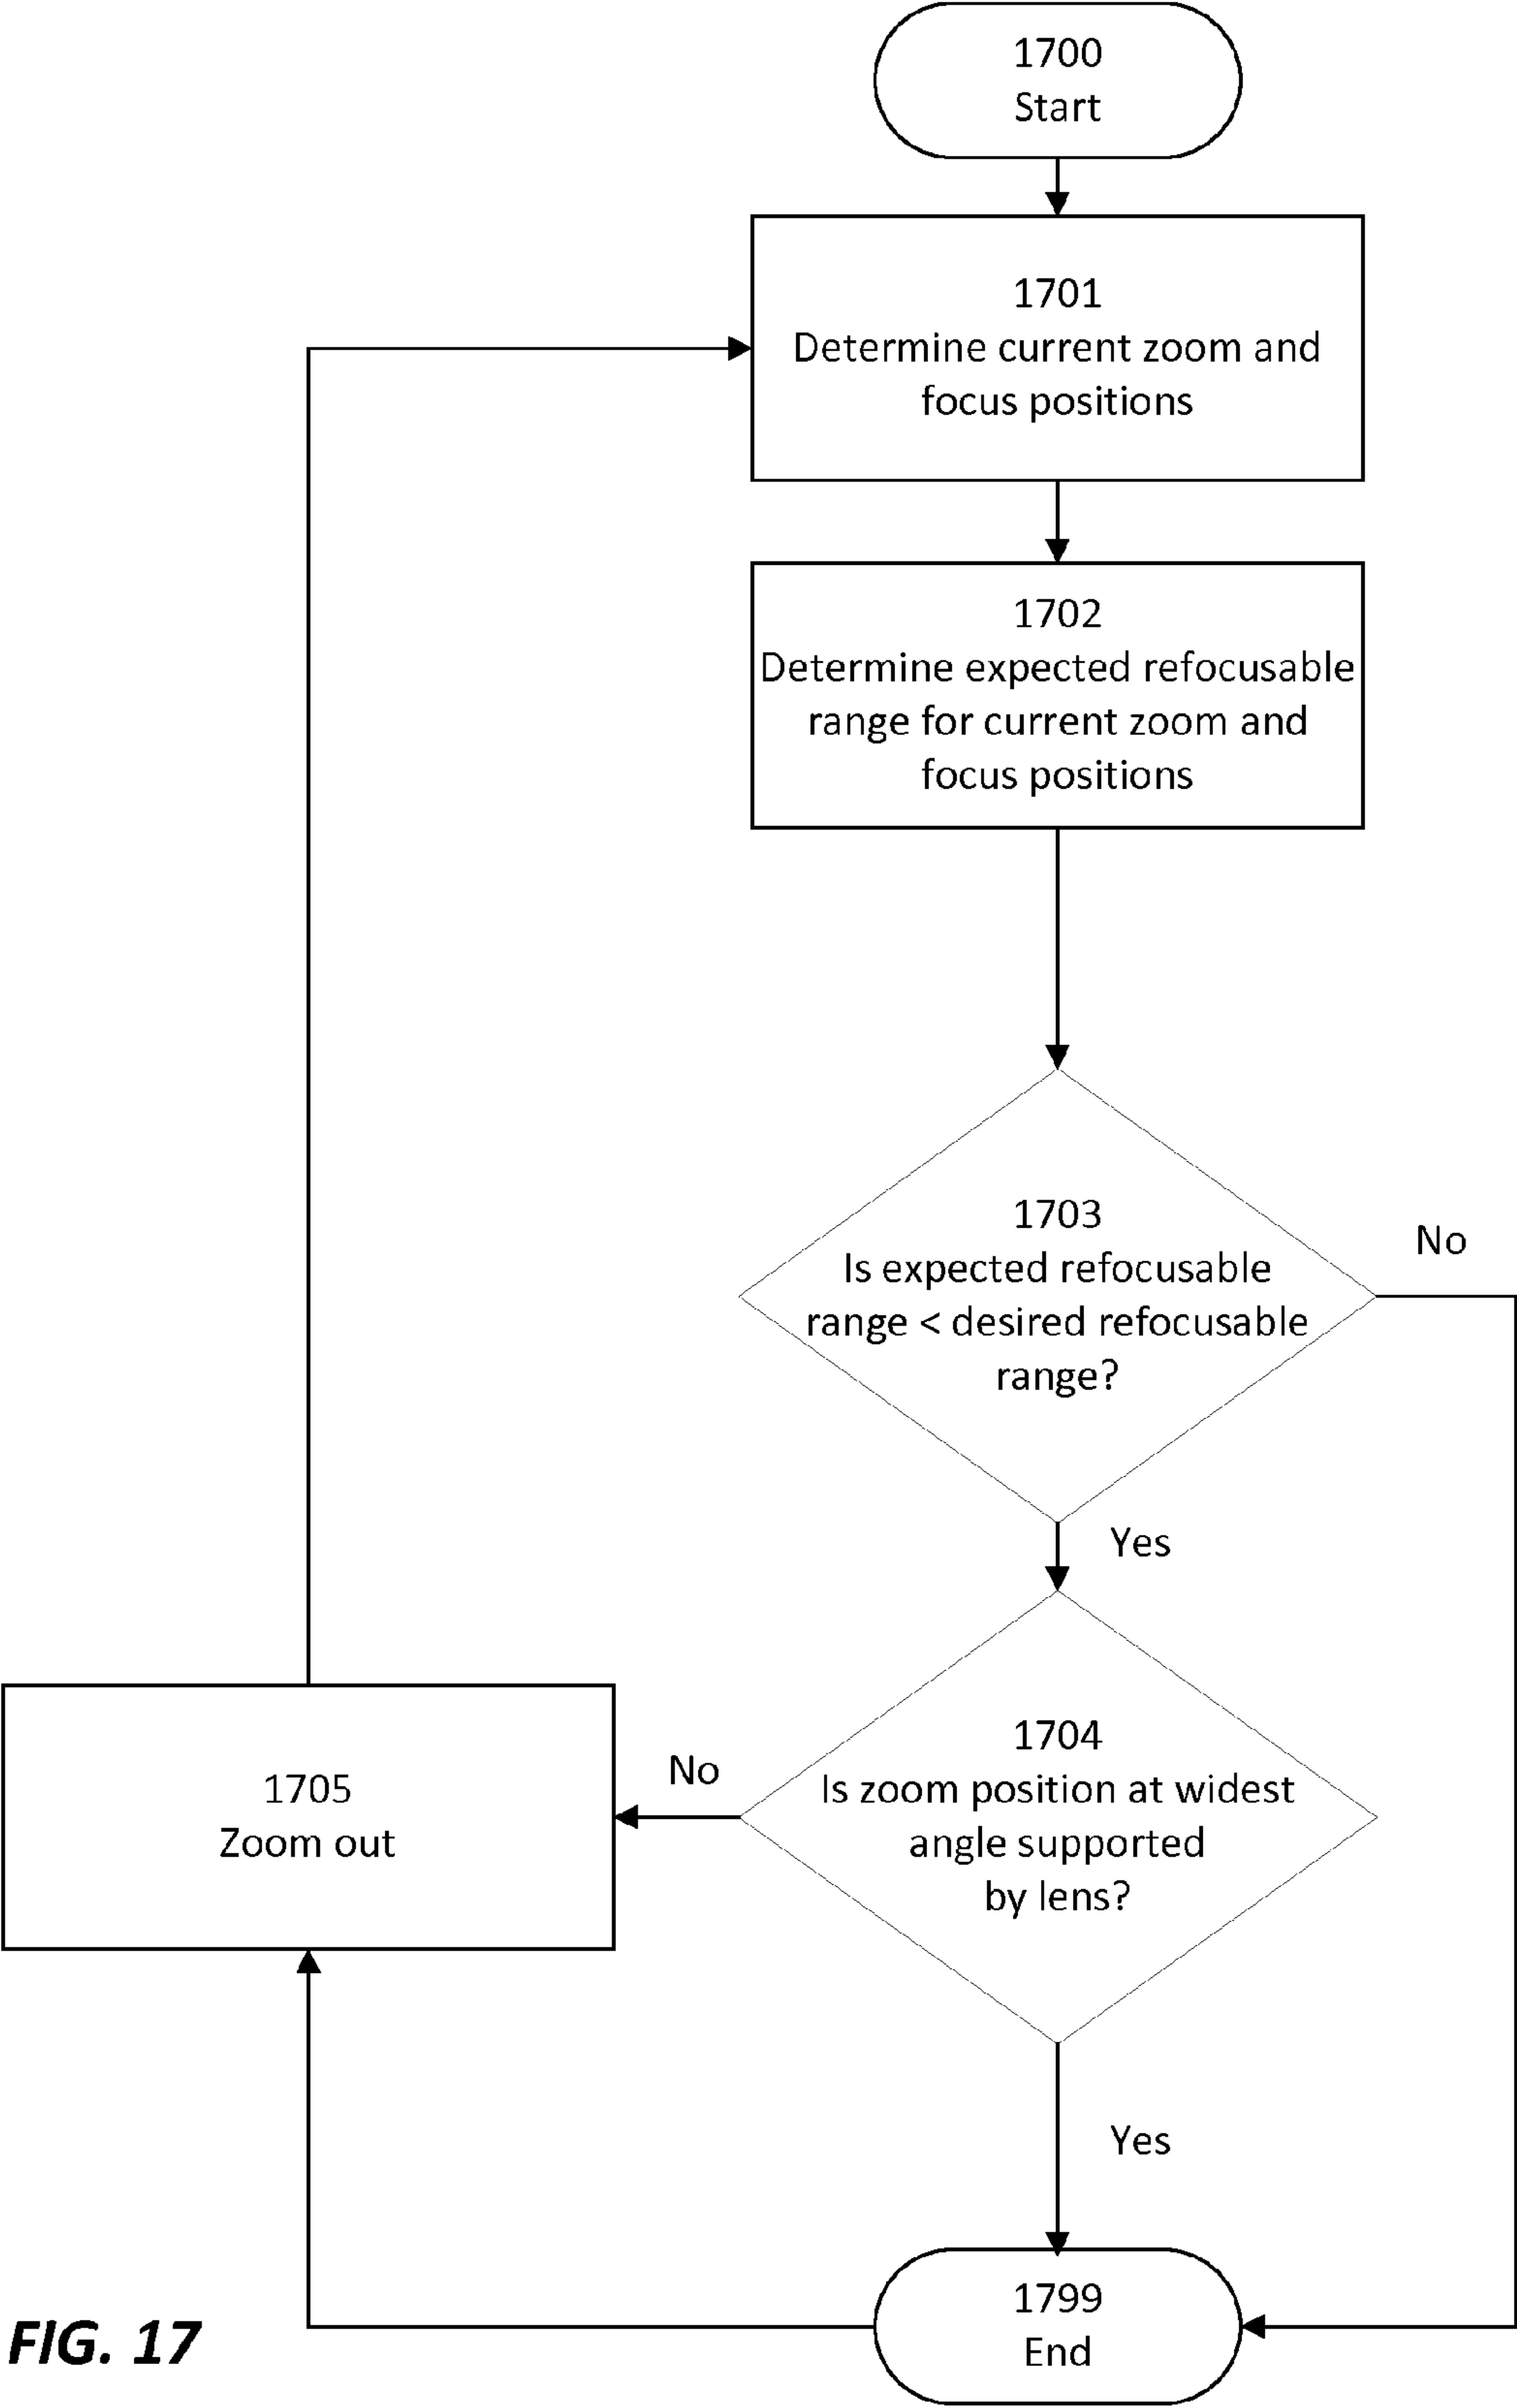 1700
Start
1701
Determine current zoom and
focus positions
1702
Determine expected refocusable
range for current zoom and
focus positions
1703
Is expected refocusable
range < desired refocusable
range?
No
Yes
1704
Is zoom position at widest
angle supported
by lens?
No
1705
Zoom out
Yes
1799
End
FIG. 17